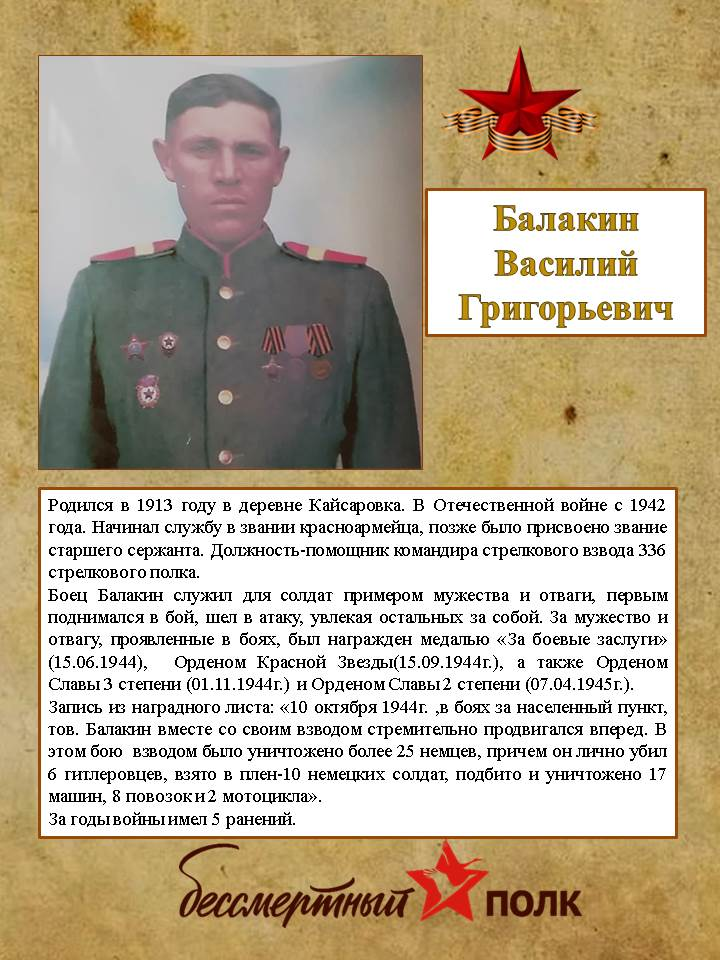 Балакин
Василий
Григорьевич
Родился в 1913 году в деревне Кайсаровка. В Отечественной войне с 1942
года. Начинал службу в звании красноармейца, позже было присвоено звание
старшего сержанта. Должность-помощник командира стрелкового взвода 336
стрелкового полка.
Боец Балакин служил для солдат примером мужества и отваги, первым
поднимался в бой, шел в атаку, увлекая остальных за собой. За мужество и
отвагу, проявленные в боях, был награжден медалью «За боевые заслуги»
(15.06.1944), Орденом Красной Звезды(15.09.1944г.), а также Орденом
Славы 3 степени (01.11.1944г.) и Орденом Славы 2 степени (07.04.1945г.).
Запись из наградного листа: «10 октября 1944г. ,в боях за населенный пункт,
тов. Балакин вместе со своим взводом стремительно продвигался вперед. В
этом бою взводом было уничтожено более 25 немцев, причем он лично убил
6 гитлеровцев, взято в плен-10 немецких солдат, подбито и уничтожено 17
машин, 8 повозок и 2 мотоцикла».
За годы войны имел 5 ранений.
бессмертный ПОЛК